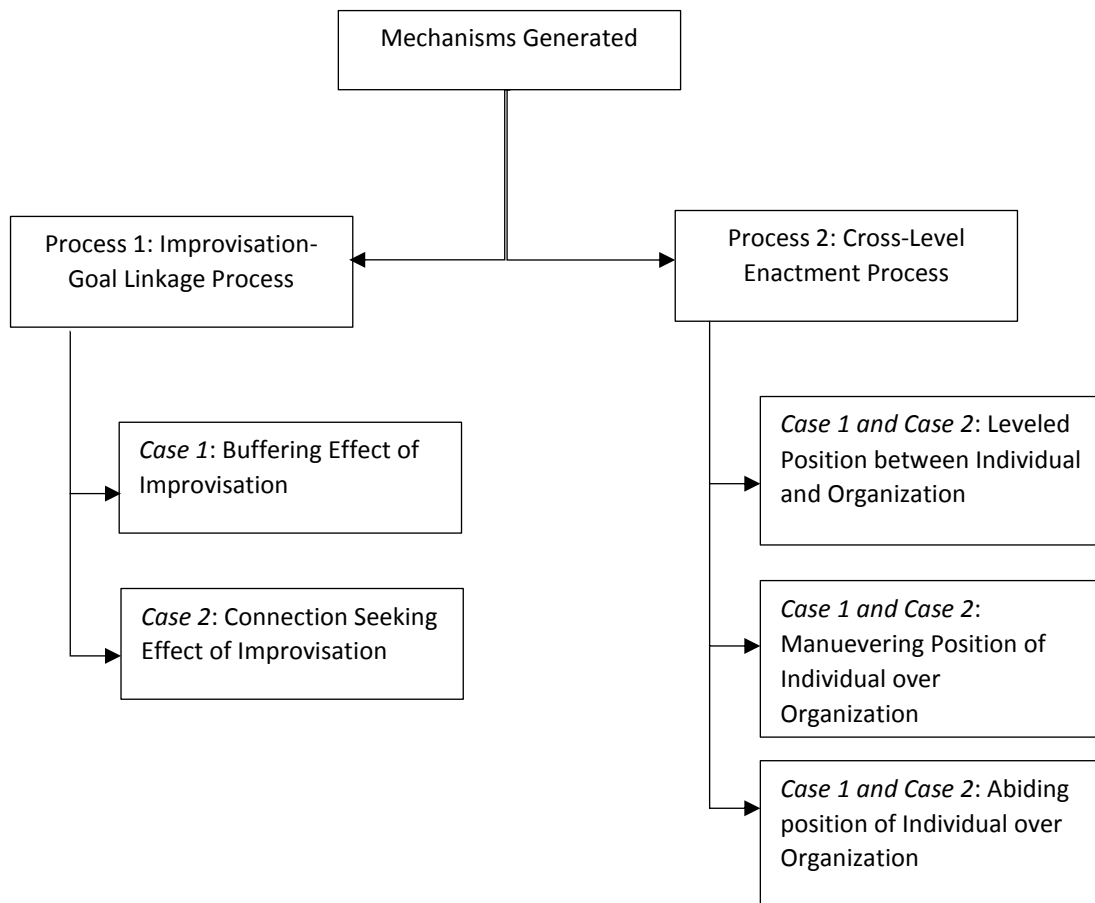 Mechanisms Generated
Process 1: Improvisation-
Goal Linkage Process
Process 2: Cross-Level
Enactment Process
Case 1: Buffering Effect of
Improvisation
Case 2: Connection Seeking
Effect of Improvisation
Case 1 and Case 2: Leveled
Position between Individual
and Organization
Case 1 and Case 2:
Manuevering Position of
Individual over
Organization
Case 1 and Case 2: Abiding
position of Individual over
Organization